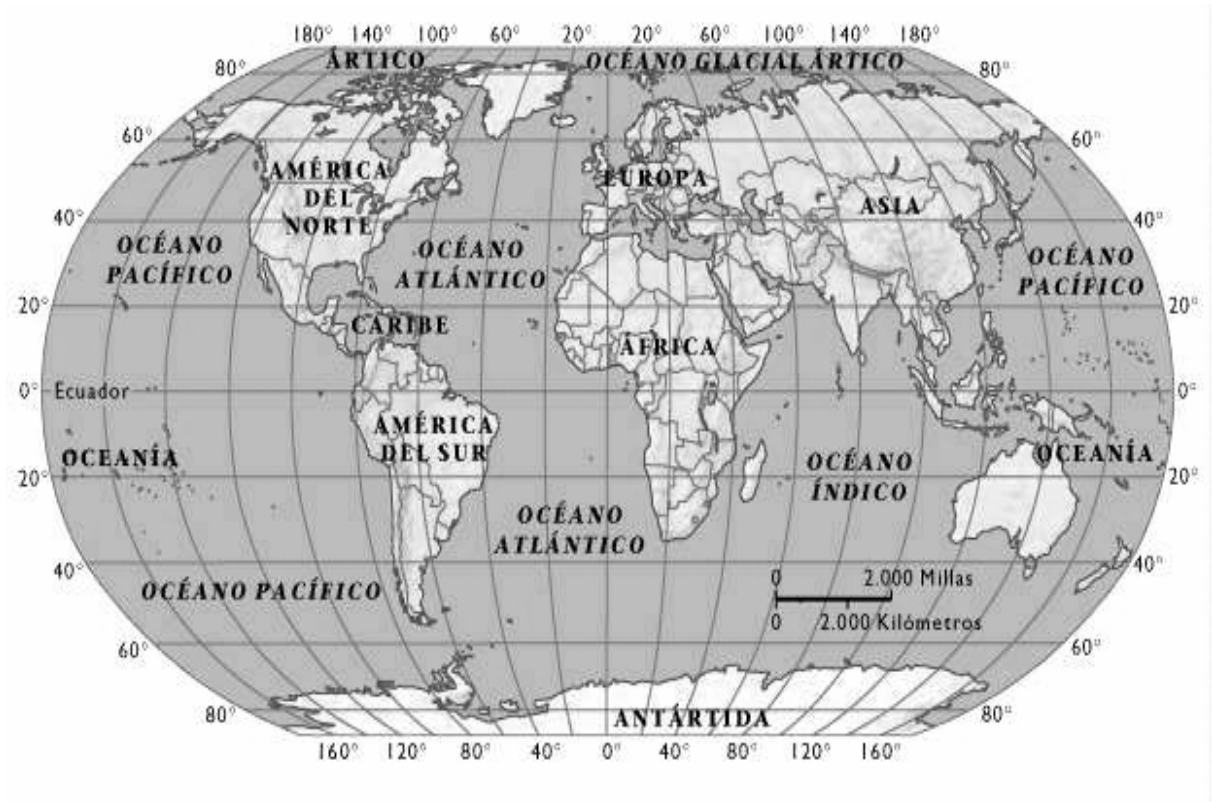 180° 140° 100° 60° 20° 20° 60° 100° 140° 180°
ÁRTICO OCÉANO GLACIAL ÁRTICO
80° 80°
60° 60°
AMÉRICA
DEL
NORTE
EUROPA
ASIA
40° 40°
OCÉANO
PACÍFICO
OCÉANO
ATLÁNTICO
OCÉANO
PACÍFICO
20° 20°
CARIBE
ÁFRICA
0° Ecuador 0°
AMÉRICA
DEL SUR
OCEANÍA
OCEANÍA
20° 20°
OCÉANO
ÍNDICO
OCÉANO
ATLÁNTICO
40° 40°
OCÉANO PACÍFICO
0 2.000 Millas
0 2.000 Kilómetros
60° 60°
80° 80°
ANTÁRTIDA
160° 120° 80° 40° 0° 40° 80° 120° 160°